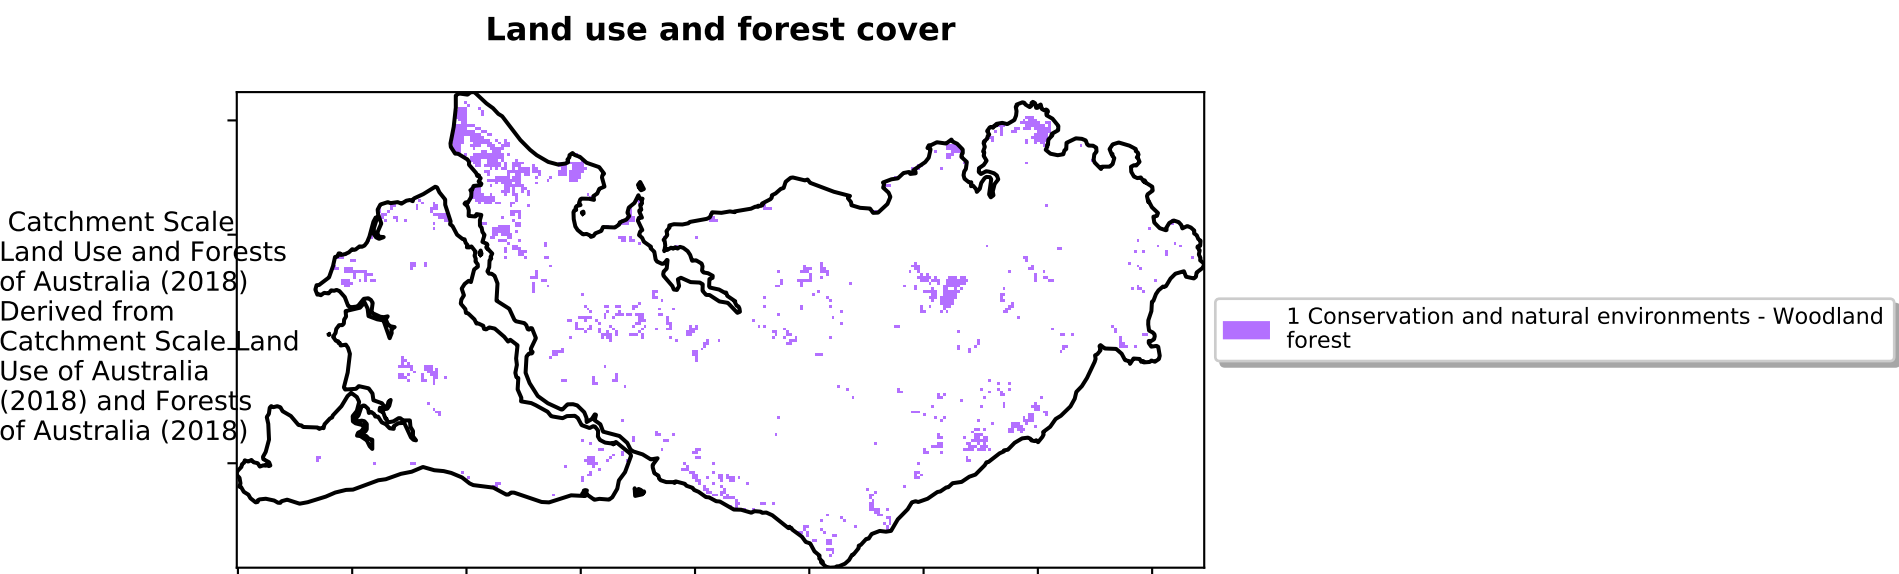 Land use and forest cover
Catchment Scale
Land Use and Forests
of Australia (2018)
Derived from
Catchment Scale Land
Use of Australia
(2018) and Forests
of Australia (2018)
1 Conservation and natural environments - Woodland
forest